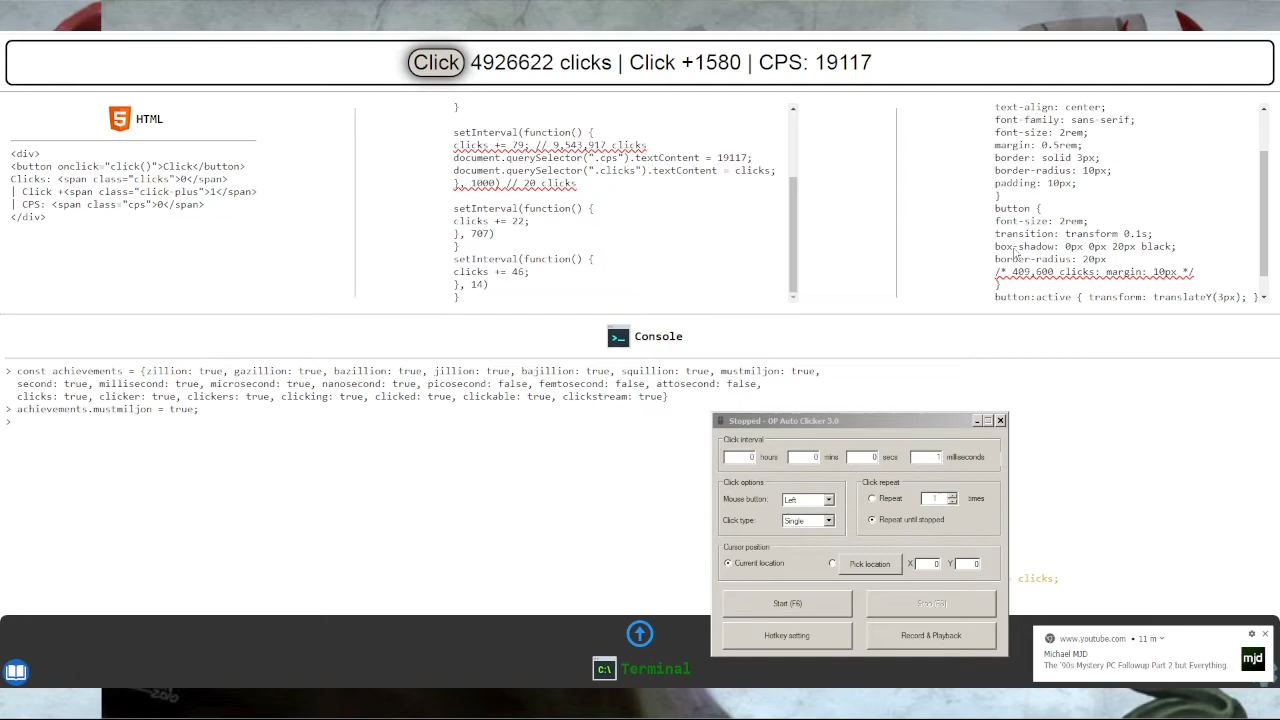 Click 4926622 clicks | Click +1580 | CPS: 19117
HTML
<div>
<button onclick="click()">Click</button>
Clicks: <span class="clicks">0</span>
| Click +<span class="click-plus">1</span>
| CPS: <span class="cps">0</span>
</div>
}
setInterval(function() {
clicks += 79; // 9,543,917 clicks
document.querySelector(".cps").textContent = 19117;
document.querySelector(".clicks").textContent = clicks;
}, 1000) // 20 clicks
setInterval(function() {
clicks += 22;
}, 707)
}
setInterval(function() {
clicks += 46;
}, 14)
}
text-align: center;
font-family: sans-serif;
font-size: 2rem;
margin: 0.5rem;
border: solid 3px;
border-radius: 10px;
padding: 10px;
}
button {
font-size: 2rem;
transition: transform 0.1s;
box-shadow: 0px 0px 20px black;
border-radius: 20px
/* 409,600 clicks: margin: 10px */
}
button:active { transform: translateY(3px); }
Console
> const achievements = {zillion: true, gazillion: true, bazillion: true, jillion: true, bajillion: true, squillion: true, mustmiljon: true,
second: true, millisecond: true, microsecond: true, nanosecond: true, picosecond: false, femtosecond: false, attosecond: false,
clicks: true, clicker: true, clickers: true, clicking: true, clicked: true, clickable: true, clickstream: true}
> achievements.mustmiljon = true;
>
Stopped - OP Auto Clicker 3.0
Click interval
0 hours 0 mins 0 secs 1 milliseconds
Click options
Mouse button: Left
Click type: Single
Click repeat
Repeat 1 times
Repeat until stopped
Cursor position
Current location Pick location X 0 Y 0
Start (F6) Stop (F6)
Hotkey setting Record & Playback
clicks;
C:\ Terminal
www.youtube.com • 11 m
Michael MJD
The '90s Mystery PC Followup Part 2 but Everything.
mjd